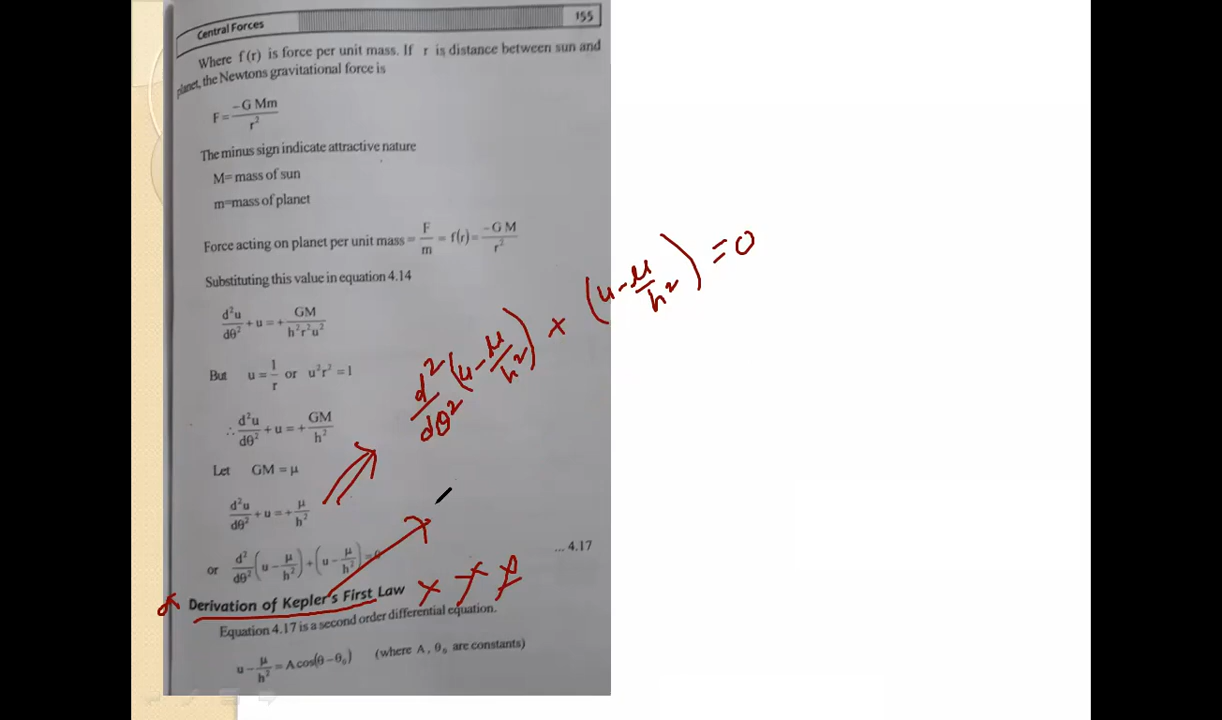 Central Forces 155
Where f(r) is force per unit mass. If r is distance between sun and
planet, the Newtons gravitational force is
F = -G Mm / r²
The minus sign indicate attractive nature
M= mass of sun
m=mass of planet
Force acting on planet per unit mass = F/m = f(r) = -G M / r²
Substituting this value in equation 4.14
d²u/dθ² + u = + GM / h²r²u²
But u = 1/r or u²r² = 1
∴ d²u/dθ² + u = + GM/h²
Let GM = μ
d²u/dθ² + u = + μ/h²
or d²/dθ² (u - μ/h²) + (u - μ/h²) = 0 ... 4.17
Derivation of Kepler's First Law
Equation 4.17 is a second order differential equation.
u - μ/h² = A cos(θ - θ₀) (where A, θ₀ are constants)
d²/dθ² (u - μ/h²) + (u - μ/h²) = 0